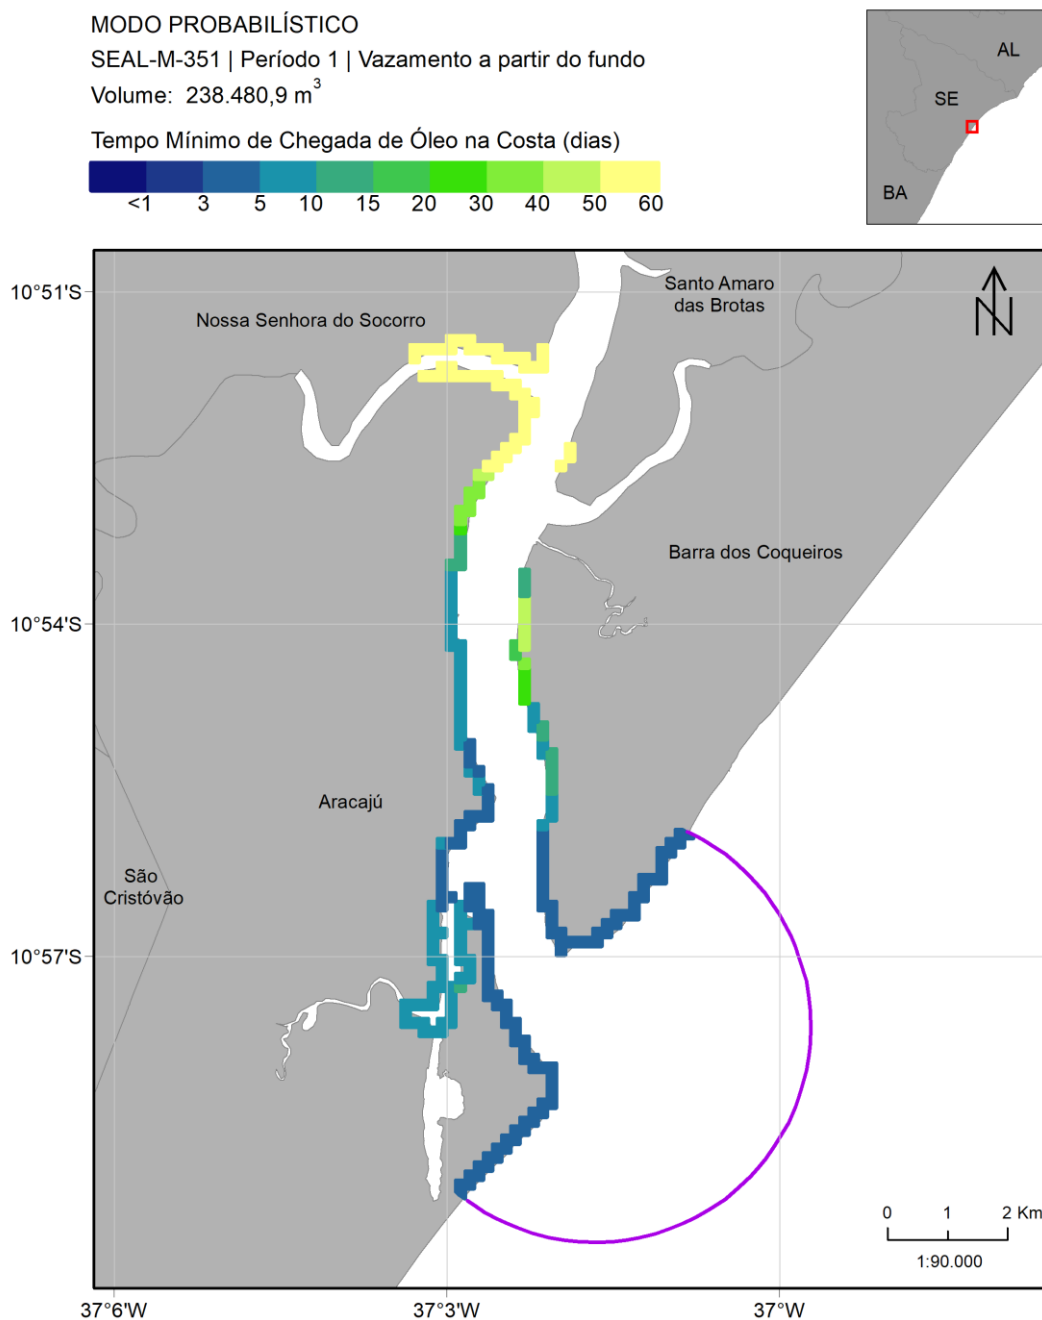 MODO PROBABILÍSTICO
SEAL-M-351 | Período 1 | Vazamento a partir do fundo
Volume: 238.480,9 m³
Tempo Mínimo de Chegada de Óleo na Costa (dias)
<1 3 5 10 15 20 30 40 50 60
AL
SE
BA
10°51'S
Santo Amaro
das Brotas
N
Nossa Senhora do Socorro
Barra dos Coqueiros
10°54'S
Aracajú
São
Cristóvão
10°57'S
0 1 2 Km
1:90.000
37°6'W 37°3'W 37°W